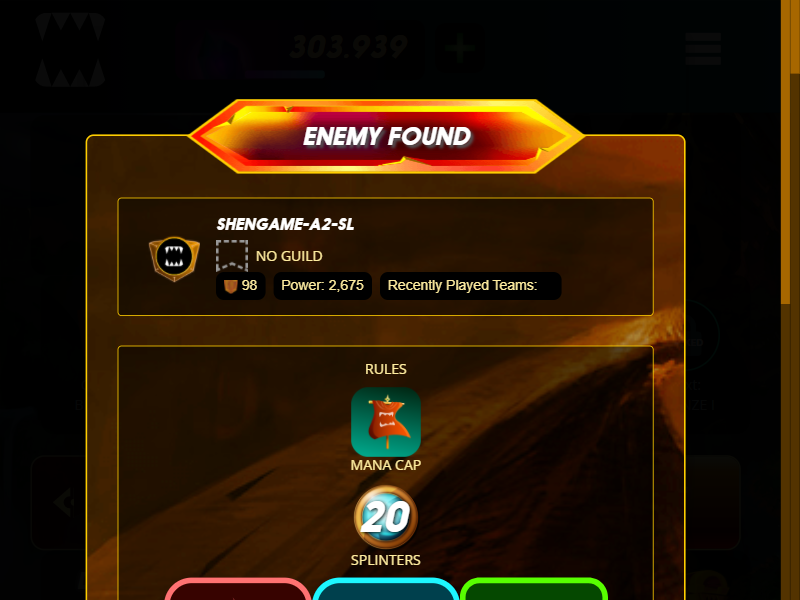 303.939
ENEMY FOUND
SHENGAME-A2-SL
NO GUILD
98 Power: 2,675 Recently Played Teams:
RULES
MANA CAP
20
SPLINTERS